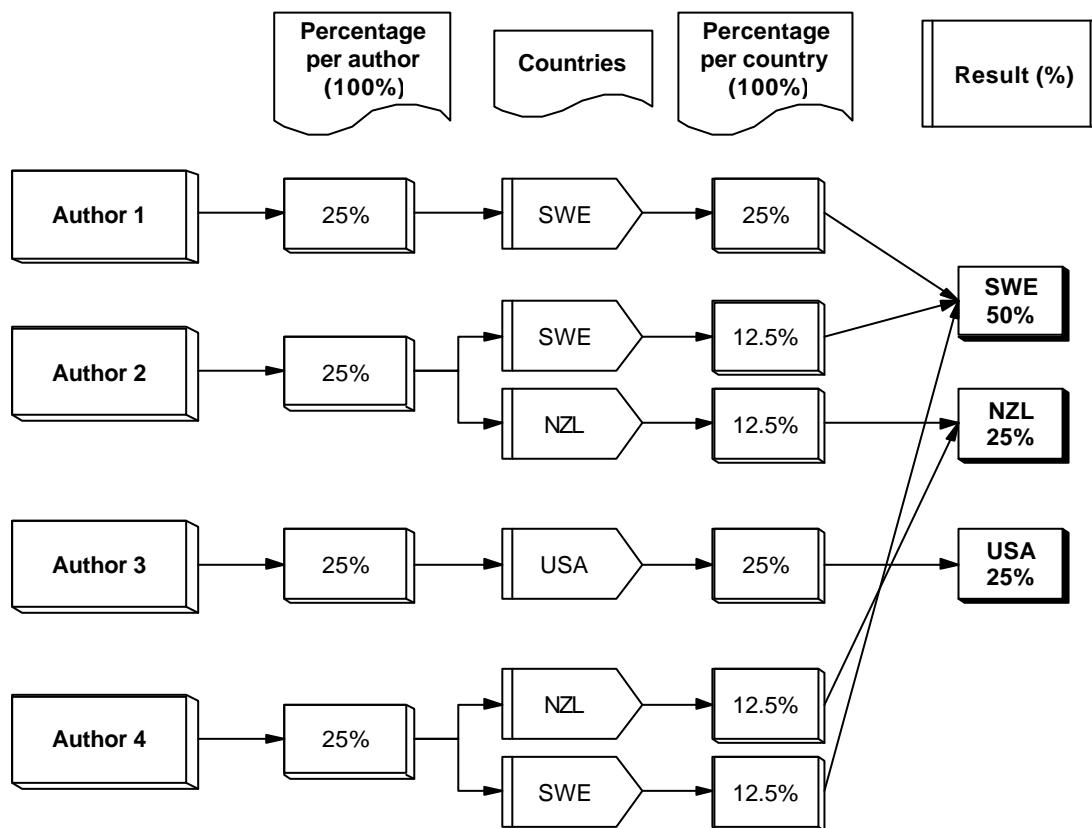 Percentage
per author
(100%)
Countries
Percentage
per country
(100%)
Result (%)
Author 1
25%
SWE
25%
SWE
50%
Author 2
25%
SWE
12.5%
NZL
12.5%
NZL
25%
Author 3
25%
USA
25%
USA
25%
Author 4
25%
NZL
12.5%
SWE
12.5%